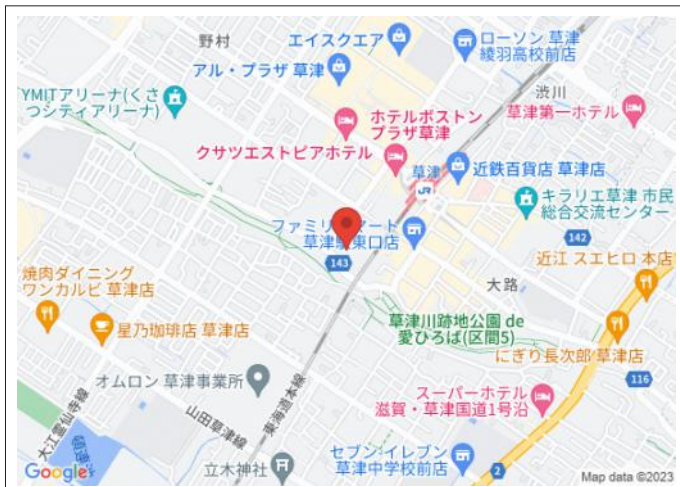 野村
エイスクエア
アル・プラザ 草津
ローソン 草津
綾羽高校前店
渋川
YMITアリーナ(くさ
つシティアリーナ)
ホテルボストン
プラザ草津
草津第一ホテル
クサツエストピアホテル
草津
JR
近鉄百貨店 草津店
キラリエ草津 市民
総合交流センター
142
143
大路
近江 スエヒロ 本店
焼肉ダイニング
ワンカルビ 草津店
星乃珈琲店 草津店
草津川跡地公園 de
愛ひろば(区間5)
にぎり長次郎 草津店
116
オムロン 草津事業所
東海道本線
スーパーホテル
滋賀・草津国道1号沿
大江霊仙寺線
山田草津線
立木神社
セブン-イレブン
草津中学校前店
2
Google
Map data ©2023